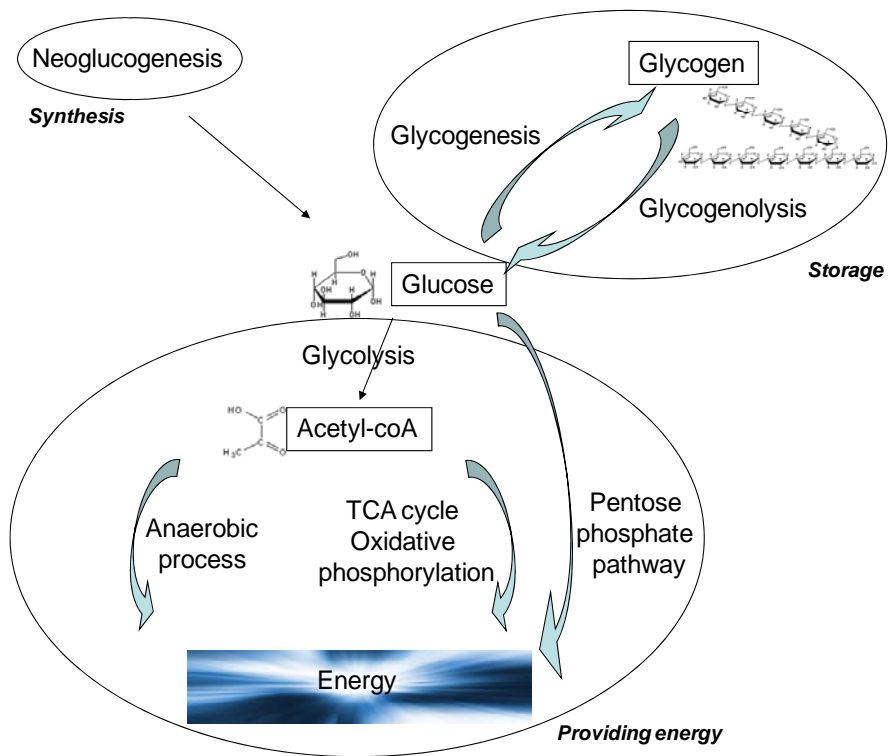 Neoglucogenesis
Synthesis
Glycogen
Glycogenesis
Glycogenolysis
Storage
Glucose
Glycolysis
HO
O
H₃C
O
Acetyl-coA
Anaerobic
process
TCA cycle
Oxidative
phosphorylation
Pentose
phosphate
pathway
Energy
Providing energy